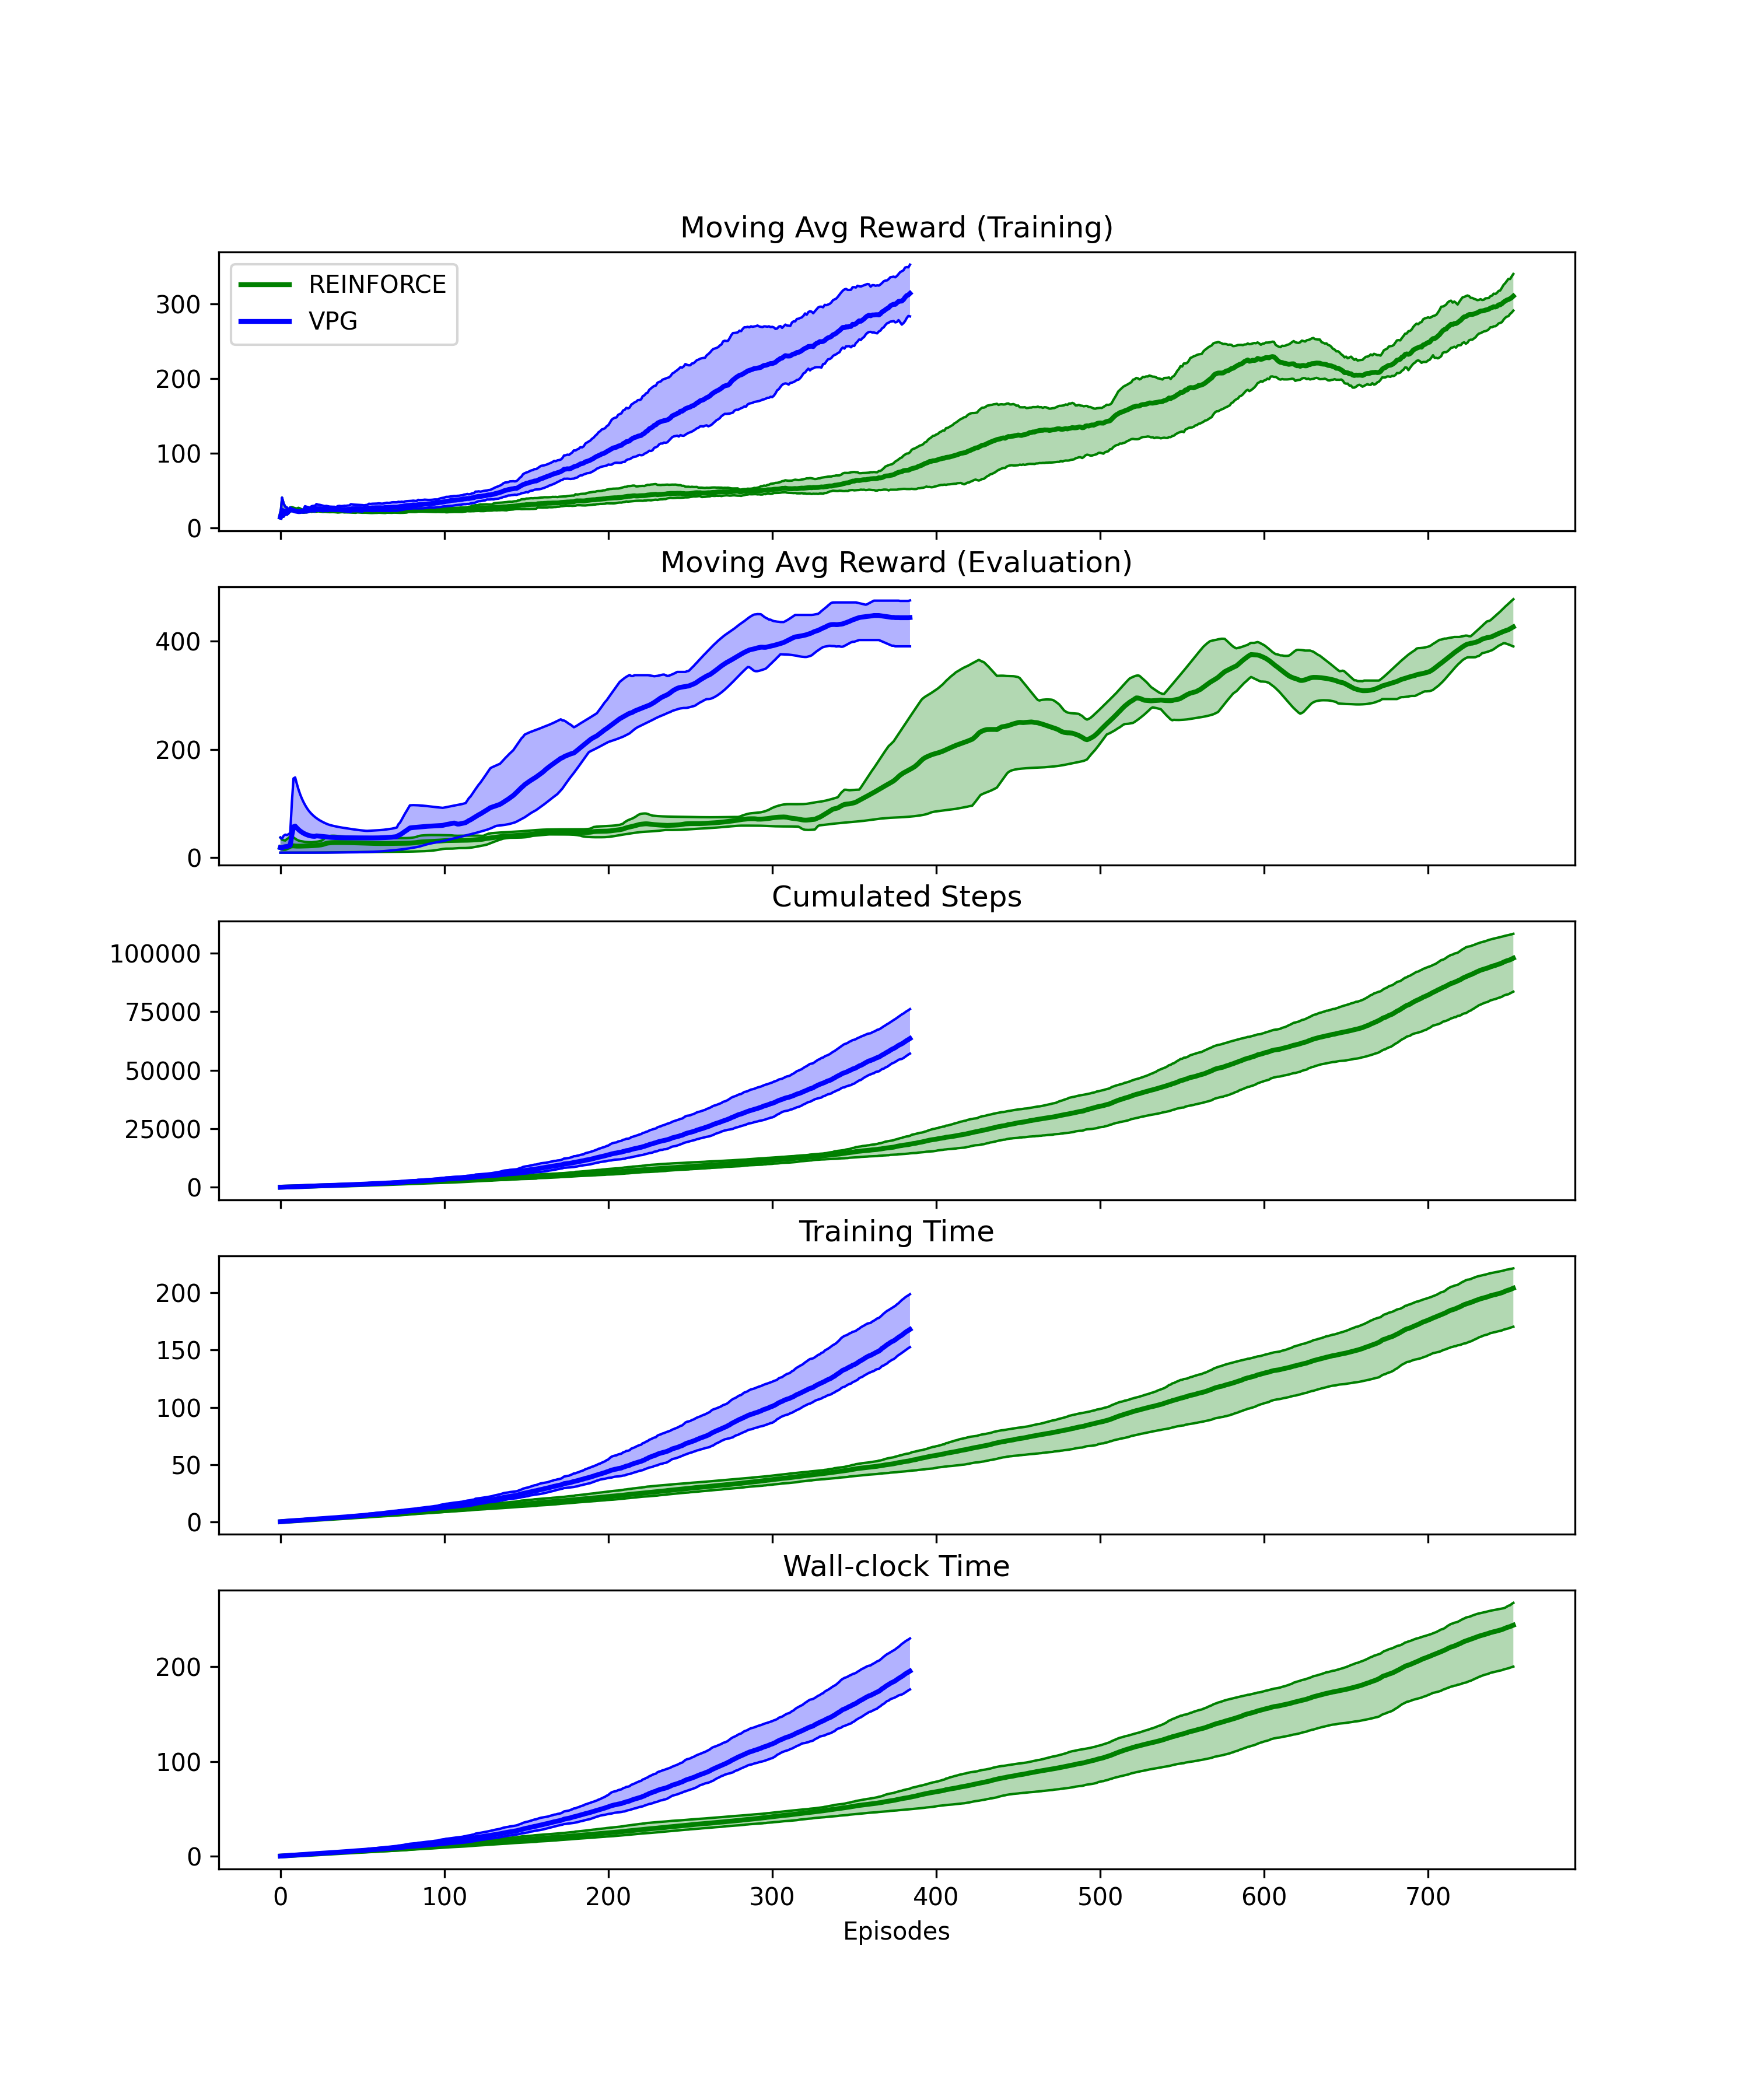 Moving Avg Reward (Training)
REINFORCE
VPG
300
200
100
0
Moving Avg Reward (Evaluation)
400
200
0
Cumulated Steps
100000
75000
50000
25000
0
Training Time
200
150
100
50
0
Wall-clock Time
200
100
0
0 100 200 300 400 500 600 700
Episodes